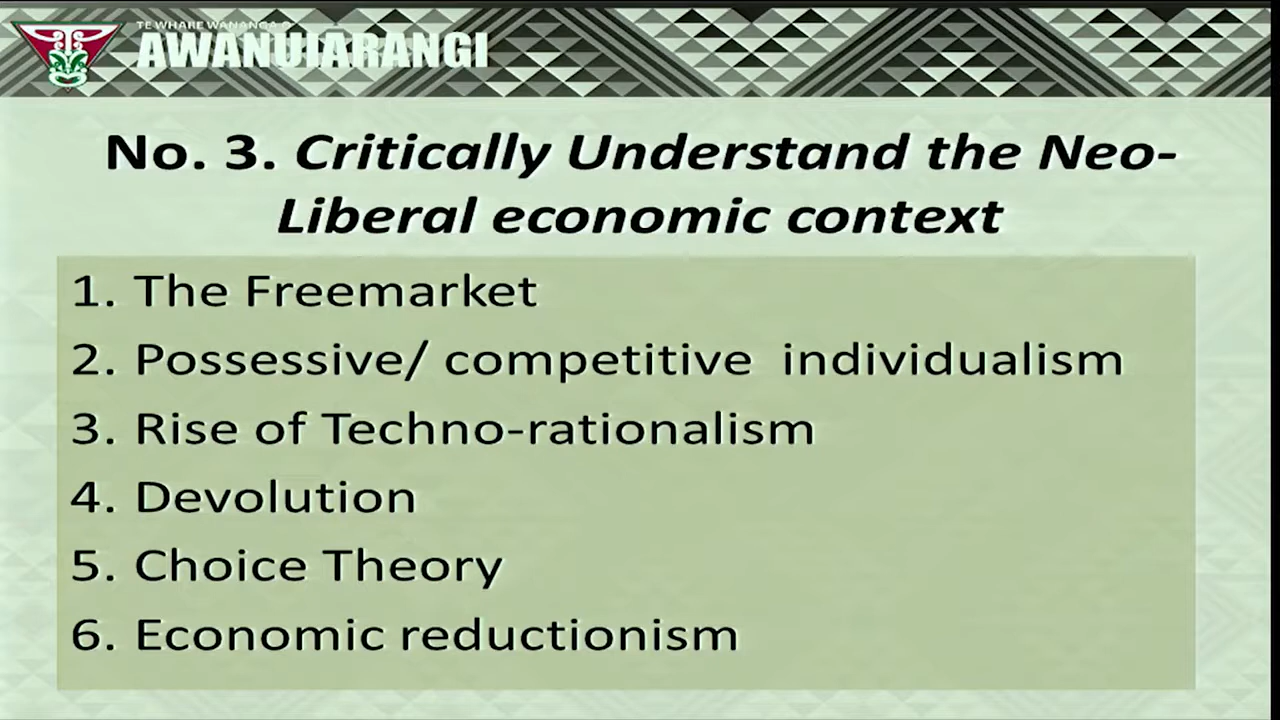 TE WHARE WANANGA O
AWANUIARANGI
No. 3. Critically Understand the Neo-
Liberal economic context
1. The Freemarket
2. Possessive/ competitive individualism
3. Rise of Techno-rationalism
4. Devolution
5. Choice Theory
6. Economic reductionism